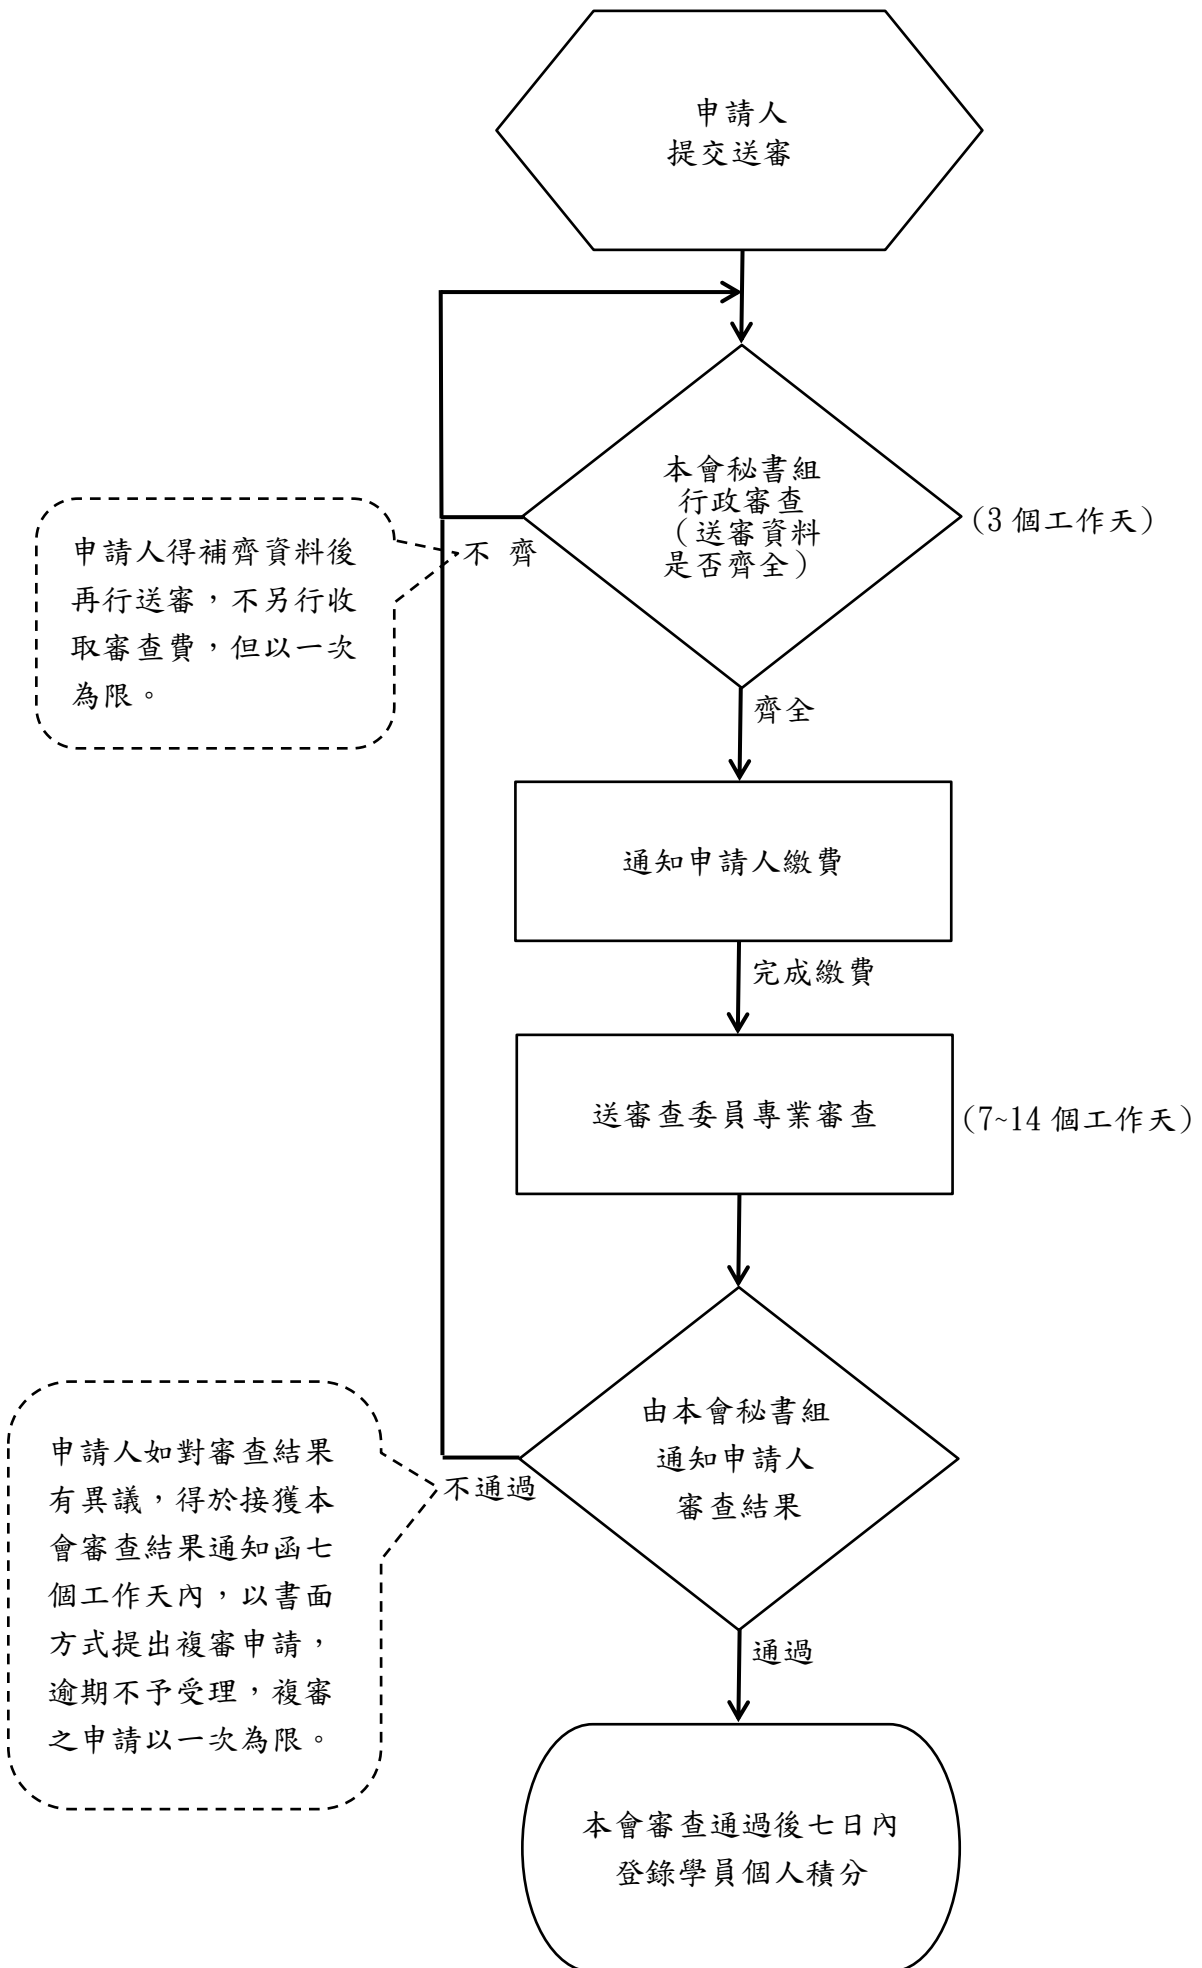 申請人
提交送審
本會秘書組
行政審查
（送審資料
是否齊全）
(3 個工作天)
不 齊
申請人得補齊資料後
再行送審，不另行收
取審查費，但以一次
為限。
齊全
通知申請人繳費
完成繳費
送審查委員專業審查
(7~14 個工作天)
由本會秘書組
通知申請人
審查結果
不通過
申請人如對審查結果
有異議，得於接獲本
會審查結果通知函七
個工作天內，以書面
方式提出複審申請，
逾期不予受理，複審
之申請以一次為限。
通過
本會審查通過後七日內
登錄學員個人積分